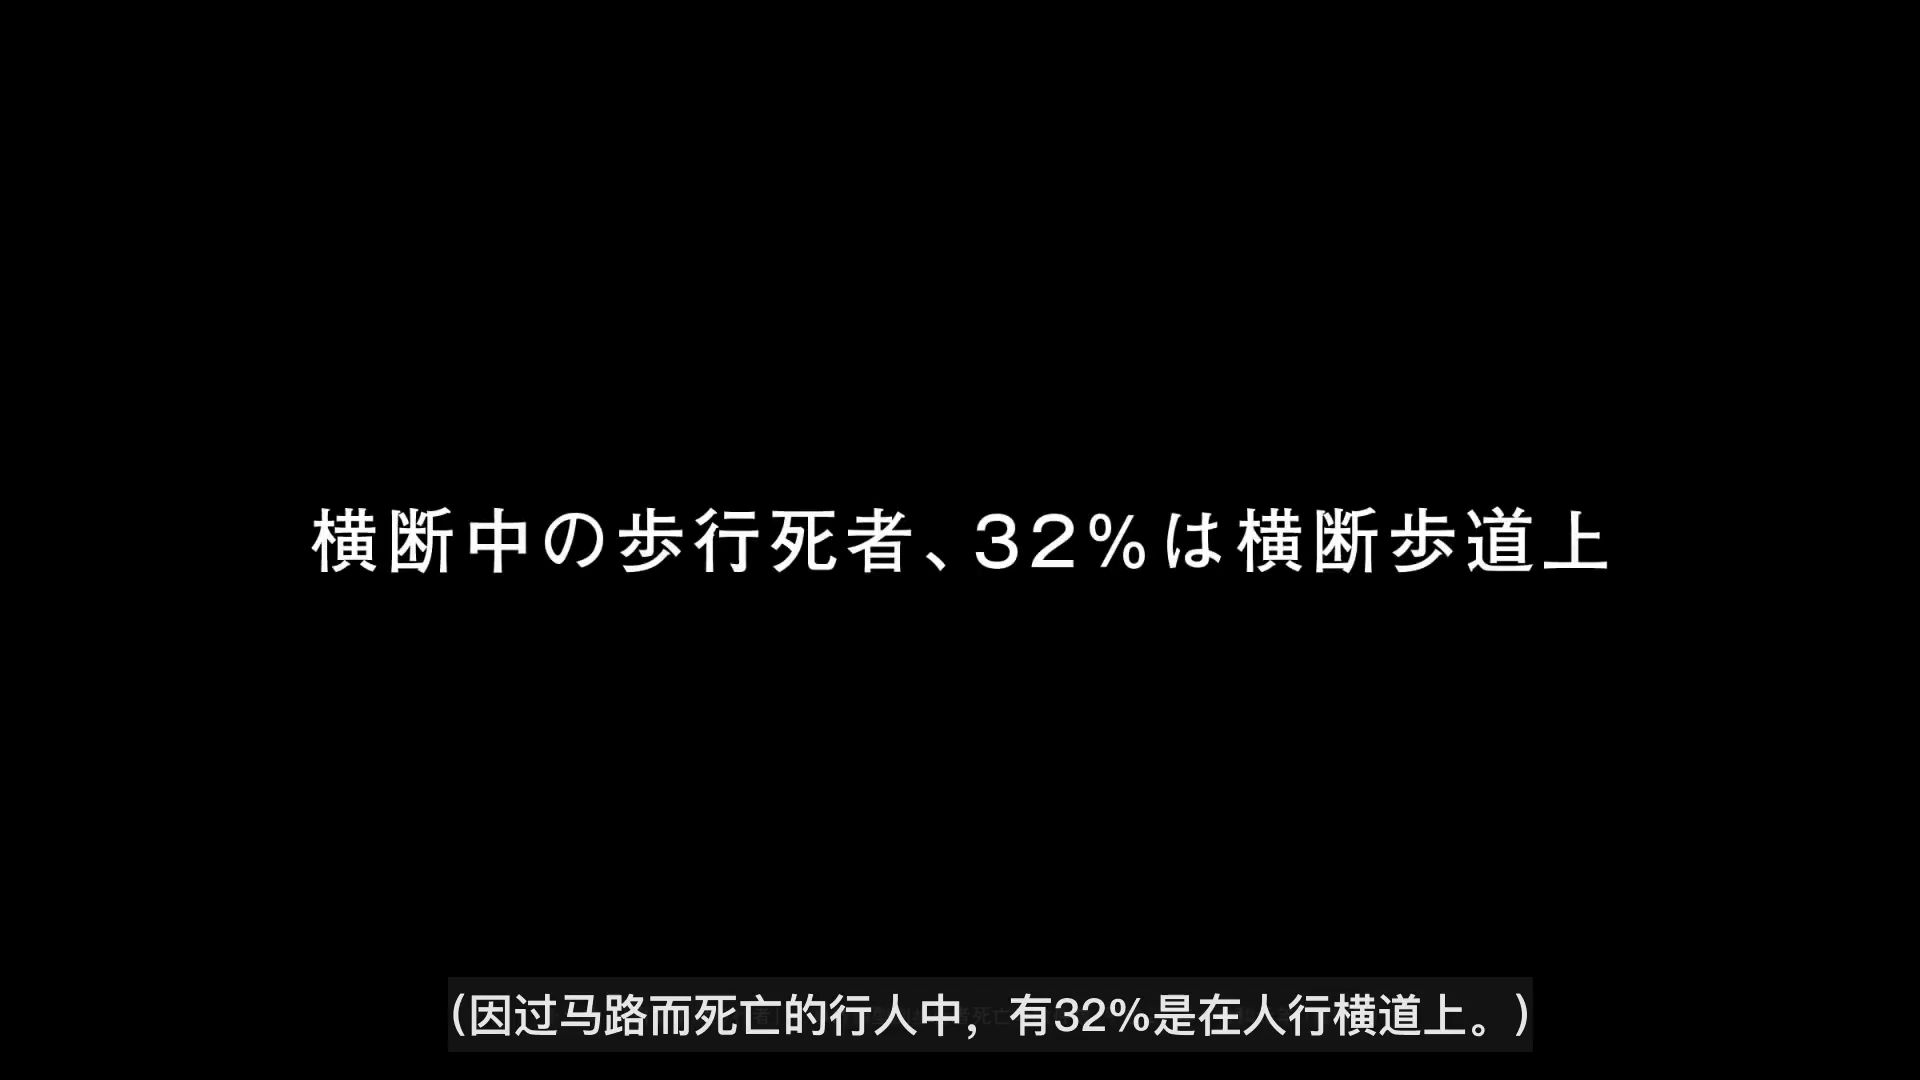 横断中の歩行死者、32%は横断歩道上
(因过马路而死亡的行人中，有32%是在人行横道上。)